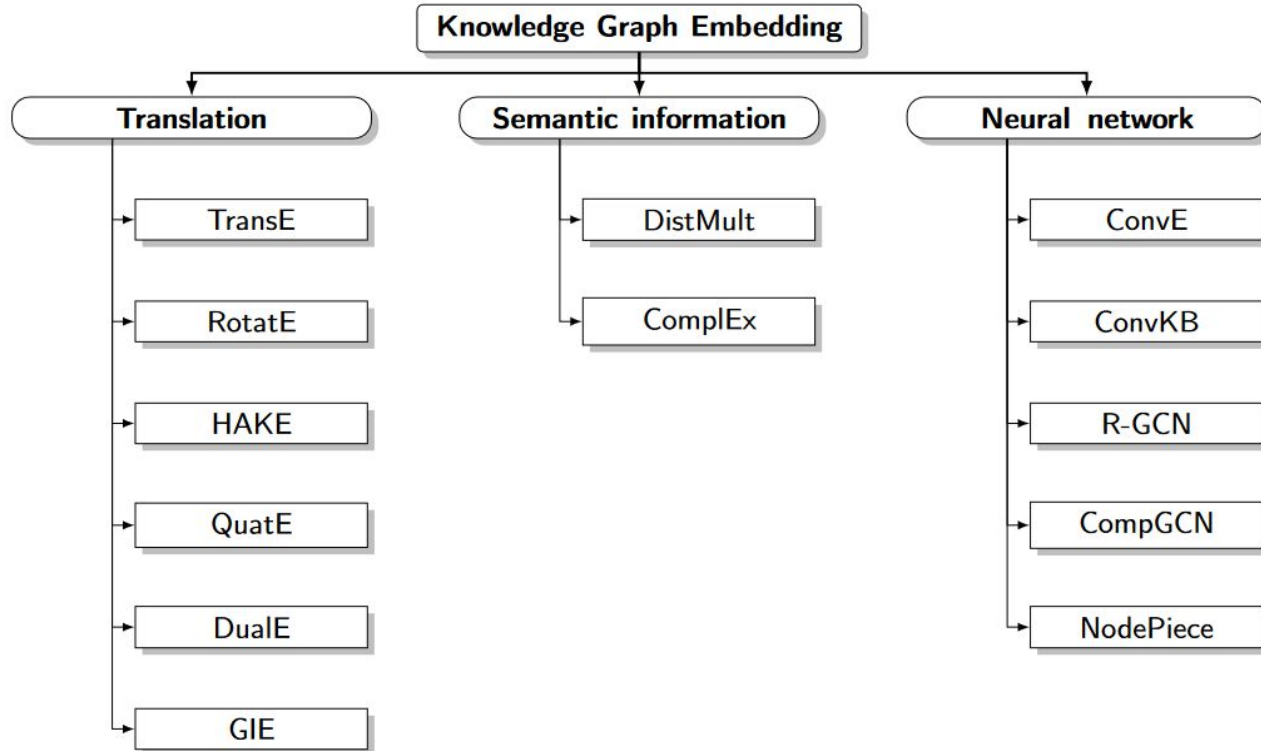 Knowledge Graph Embedding
Translation
Semantic information
Neural network
TransE
DistMult
ConvE
RotatE
ComplEx
ConvKB
HAKE
R-GCN
QuatE
CompGCN
DualE
NodePiece
GIE